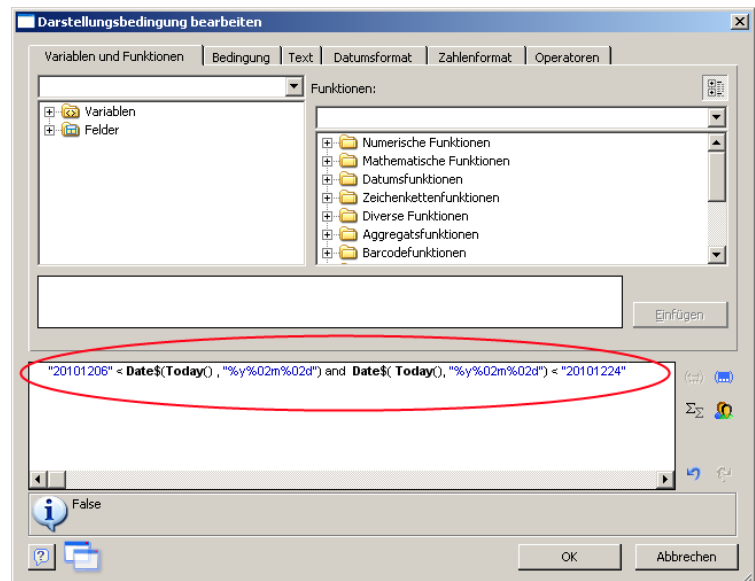 Darstellungsbedingung bearbeiten
Variablen und Funktionen Bedingung Text Datumsformat Zahlenformat Operatoren
Funktionen:
Variablen
Felder
Numerische Funktionen
Mathematische Funktionen
Datumsfunktionen
Zeichenkettenfunktionen
Diverse Funktionen
Aggregatsfunktionen
Barcodefunktionen
Einfügen
"20101206" < Date$(Today() , "%y%02m%02d") and Date$( Today(), "%y%02m%02d") < "20101224"
False
OK Abbrechen